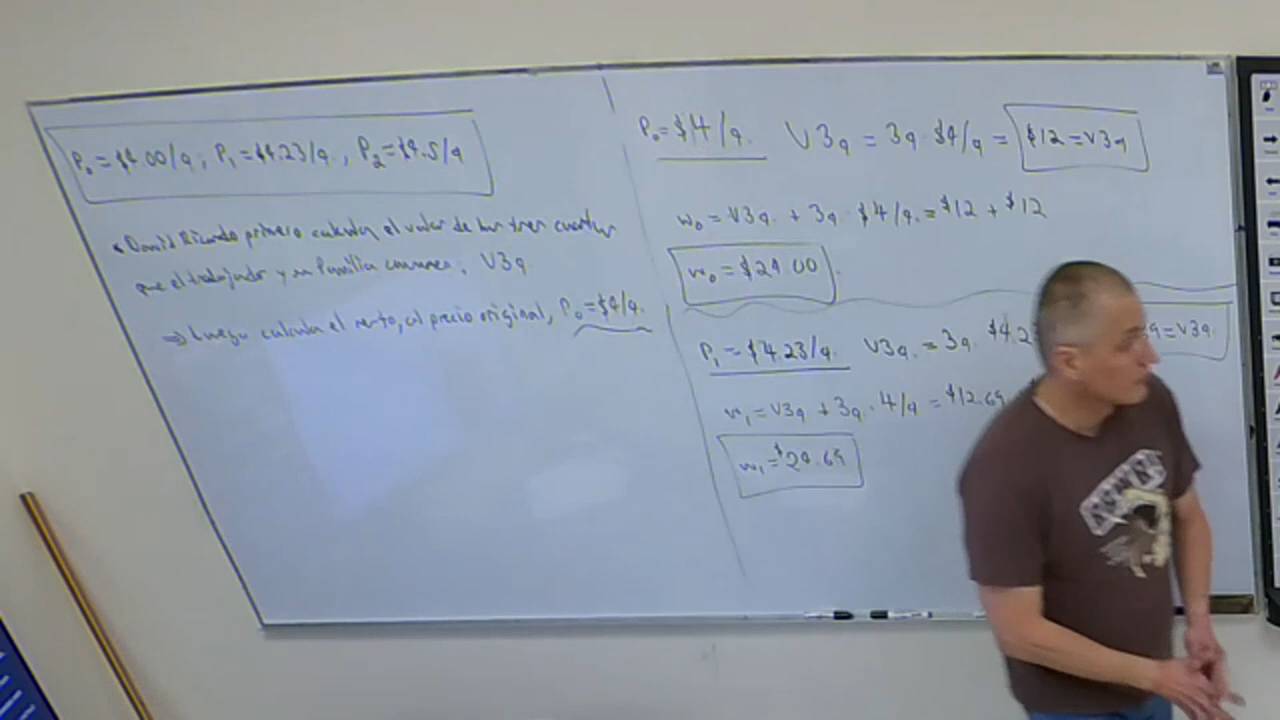 P₀ = $4.00/q, P₁ = $4.23/q, P₂ = $4.5/q
• David Ricardo primero calcula el valor de los tres cuartos
que el trabajador y su familia consumen, V3q
⇒ Luego calcula el resto, al precio original, P₀ = $4/q.
P₀ = $4/q. V3q = 3q · $4/q = $12 = V3q
w₀ = V3q + 3q · $4/q = $12 + $12
w₀ = $24.00
P₁ = $4.23/q. V3q = 3q · $4.23 = V3q.
w₁ = V3q + 3q · 4/q = $12.69
w₁ = $24.69